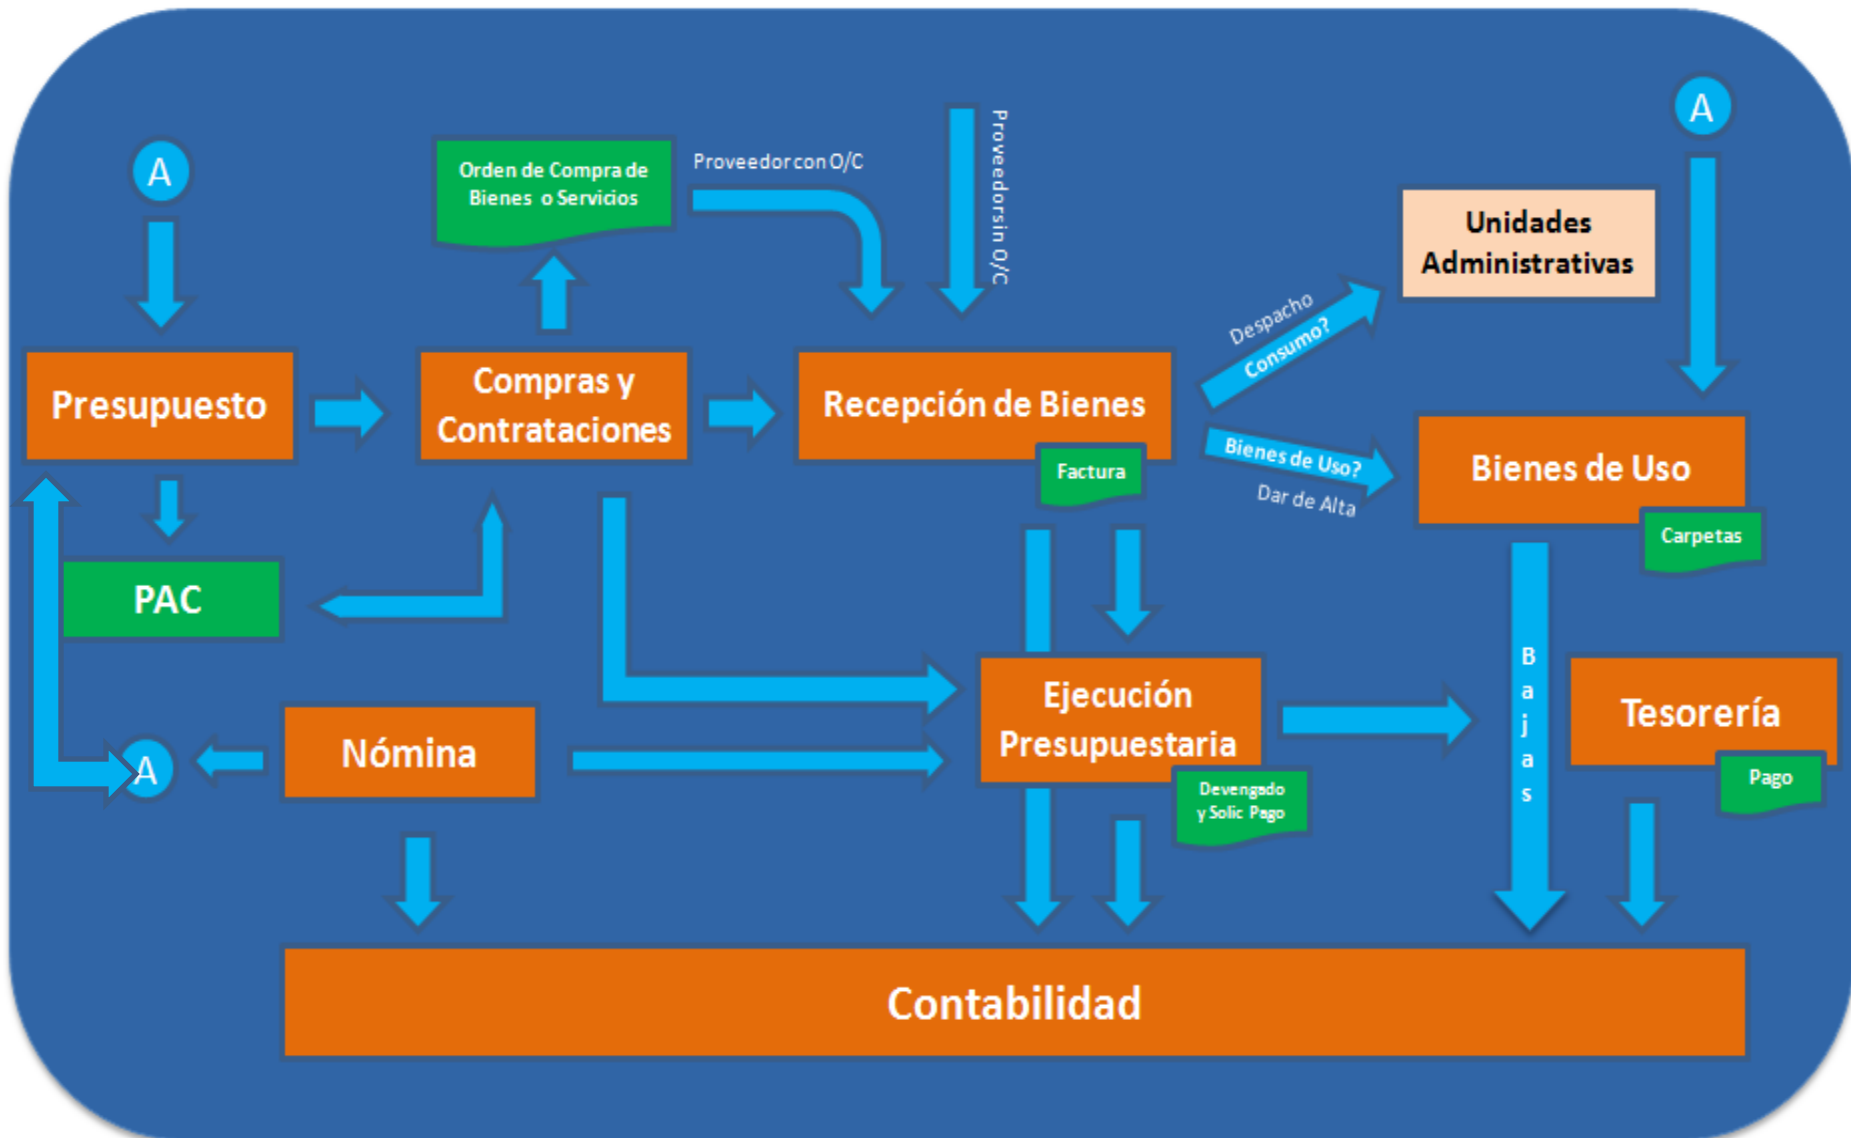 A
A
Orden de Compra de
Bienes o Servicios
Proveedor con O/C
Proveedor sin O/C
Unidades
Administrativas
Despacho
Consumo?
Presupuesto
Compras y
Contrataciones
Recepción de Bienes
Factura
Bienes de Uso?
Dar de Alta
Bienes de Uso
Carpetas
PAC
Bajas
A
Nómina
Ejecución
Presupuestaria
Devengado
y Solic Pago
Tesorería
Pago
Contabilidad